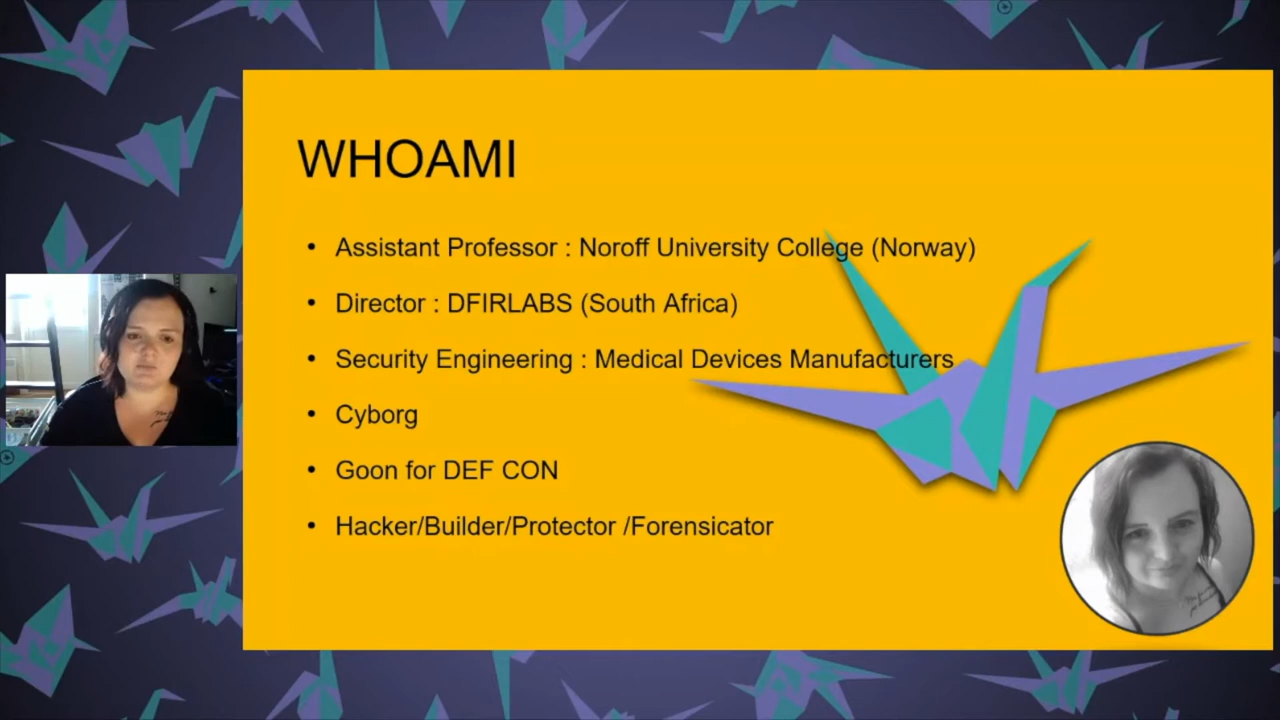 WHOAMI
• Assistant Professor : Noroff University College (Norway)
• Director : DFIRLABS (South Africa)
• Security Engineering : Medical Devices Manufacturers
• Cyborg
• Goon for DEF CON
• Hacker/Builder/Protector /Forensicator